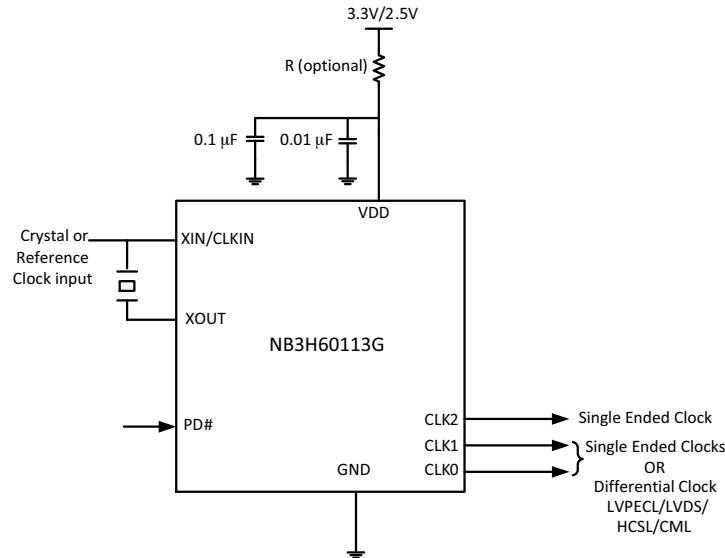 3.3V/2.5V
R (optional)
0.1 μF
0.01 μF
VDD
Crystal or
Reference
Clock input
XIN/CLKIN
XOUT
NB3H60113G
PD#
GND
CLK2
CLK1
CLK0
Single Ended Clock
Single Ended Clocks
OR
Differential Clock
LVPECL/LVDS/
HCSL/CML